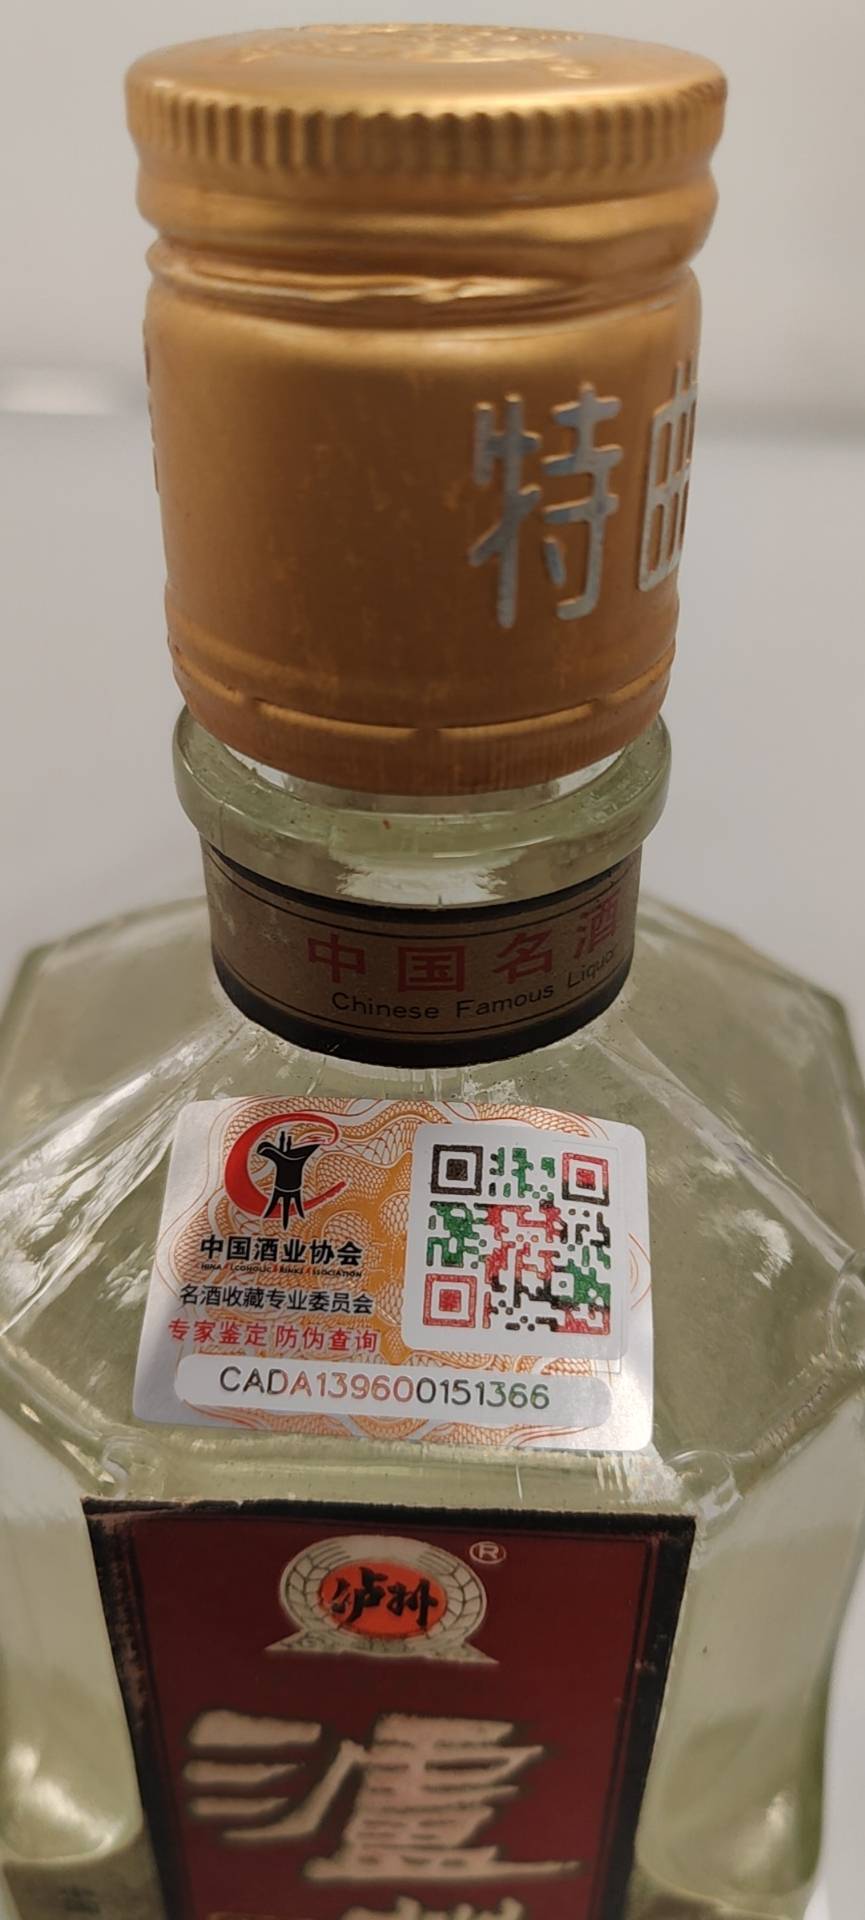 特曲
中国名酒
Chinese Famous Liquor
中国酒业协会
名酒收藏专业委员会
专家鉴定 防伪查询
CADA139600151366
泸州
®
瀘